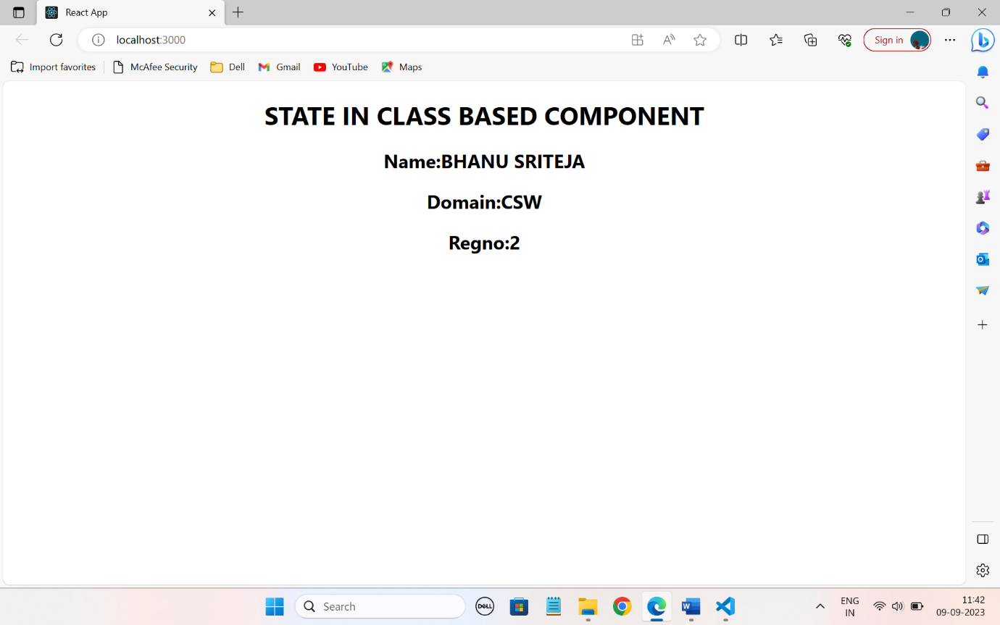 React App
localhost:3000
Sign in
Import favorites
McAfee Security
Dell
Gmail
YouTube
Maps
STATE IN CLASS BASED COMPONENT
Name:BHANU SRITEJA
Domain:CSW
Regno:2
Search
DELL
ENG
IN
11:42
09-09-2023